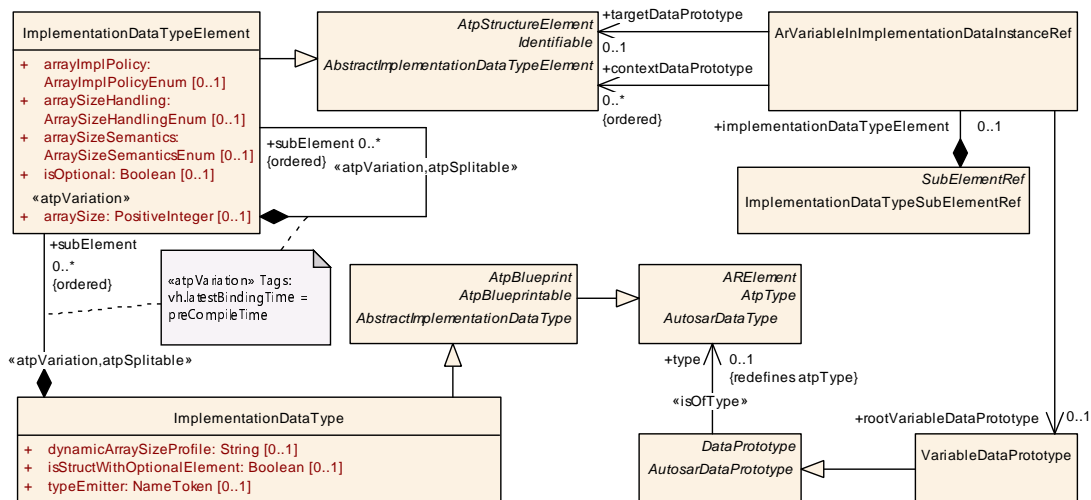 ImplementationDataTypeElement
+ arrayImplPolicy:
ArrayImplPolicyEnum [0..1]
+ arraySizeHandling:
ArraySizeHandlingEnum [0..1]
+ arraySizeSemantics:
ArraySizeSemanticsEnum [0..1]
+ isOptional: Boolean [0..1]
«atpVariation»
+ arraySize: PositiveInteger [0..1]
AtpStructureElement
Identifiable
AbstractImplementationDataTypeElement
+targetDataPrototype
0..1
+contextDataPrototype
0..*
{ordered}
ArVariableInImplementationDataInstanceRef
+subElement 0..*
{ordered}
«atpVariation,atpSplitable»
+implementationDataTypeElement
0..1
SubElementRef
ImplementationDataTypeSubElementRef
+subElement
0..*
{ordered}
«atpVariation» Tags:
vh.latestBindingTime =
preCompileTime
AtpBlueprint
AtpBlueprintable
AbstractImplementationDataType
ARElement
AtpType
AutosarDataType
«atpVariation,atpSplitable»
+type
0..1
{redefines atpType}
«isOfType»
ImplementationDataType
+ dynamicArraySizeProfile: String [0..1]
+ isStructWithOptionalElement: Boolean [0..1]
+ typeEmitter: NameToken [0..1]
+rootVariableDataPrototype
0..1
DataPrototype
AutosarDataPrototype
VariableDataPrototype